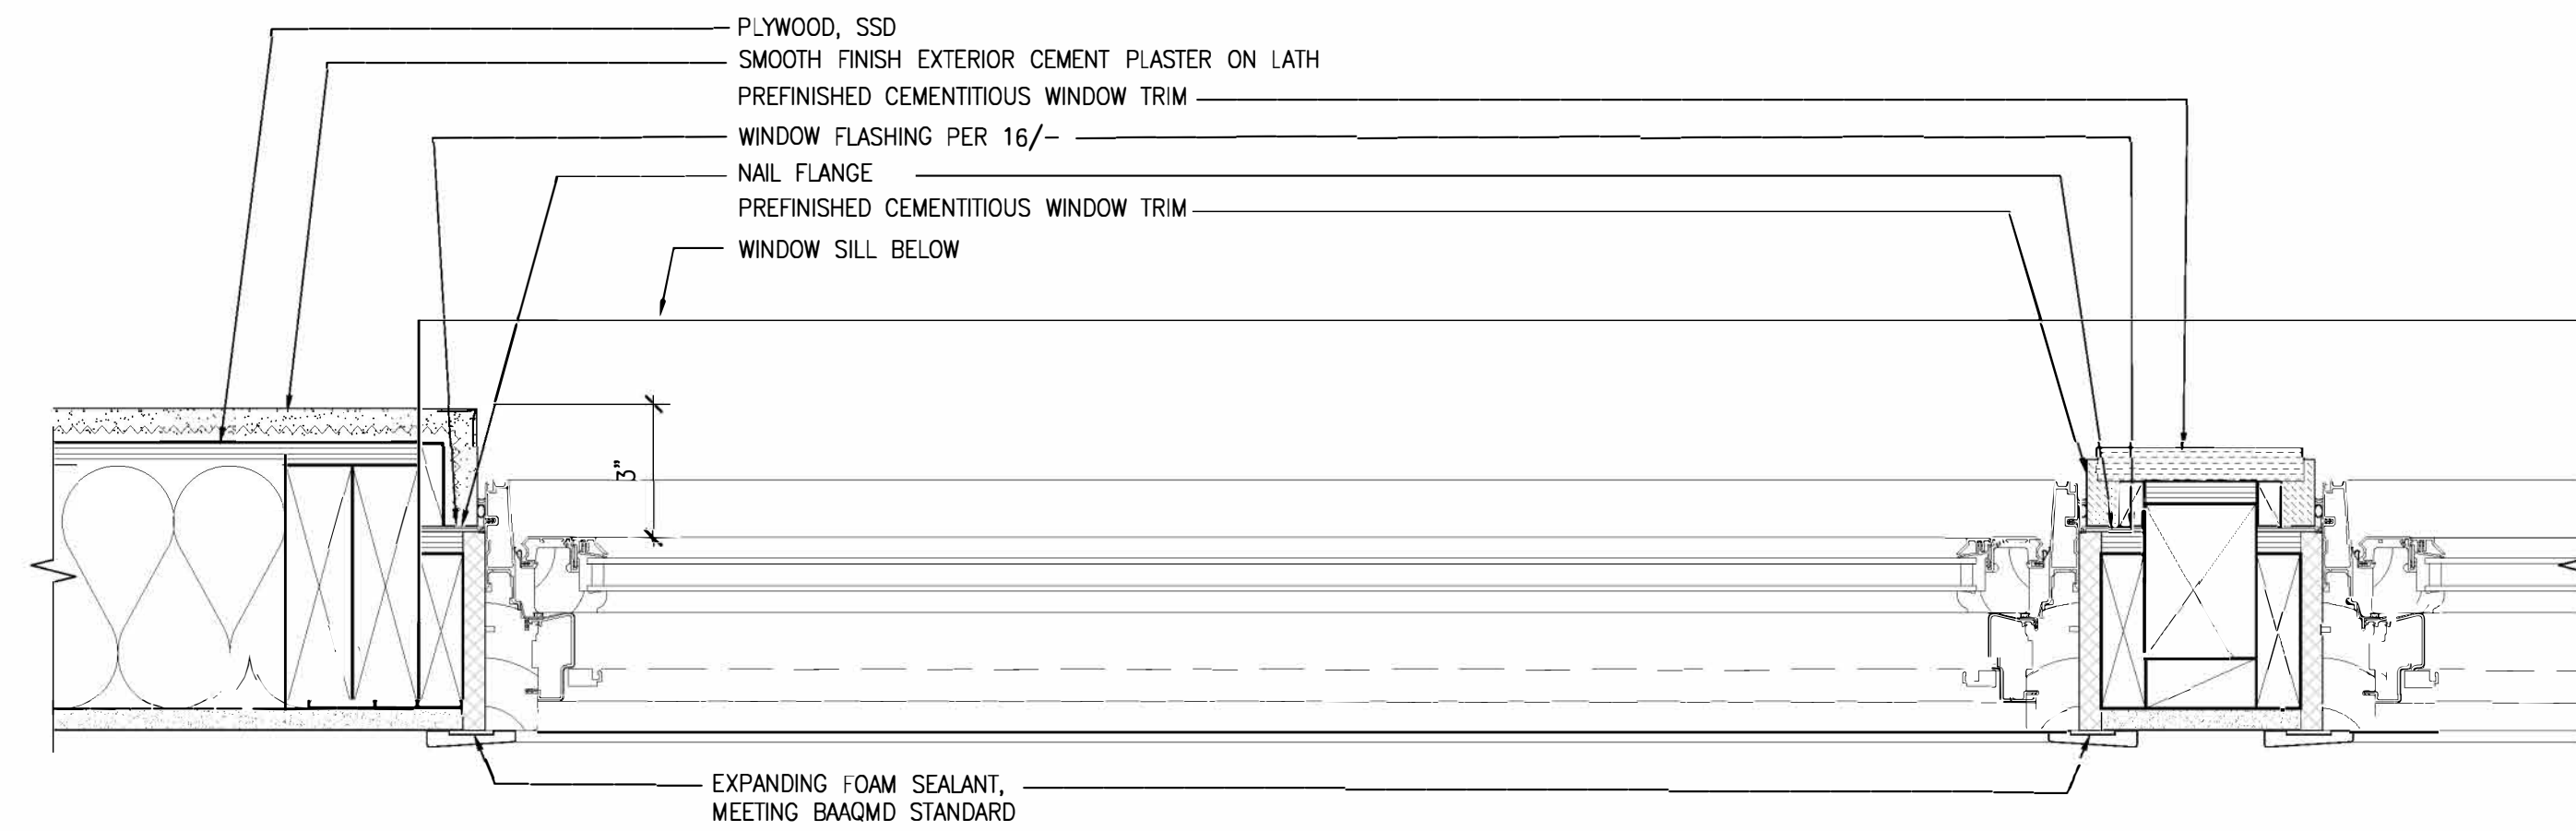 PLYWOOD, SSD
SMOOTH FINISH EXTERIOR CEMENT PLASTER ON LATH
PREFINISHED CEMENTITIOUS WINDOW TRIM
WINDOW FLASHING PER 16/-
NAIL FLANGE
PREFINISHED CEMENTITIOUS WINDOW TRIM
WINDOW SILL BELOW
3"
EXPANDING FOAM SEALANT,
MEETING BAAQMD STANDARD